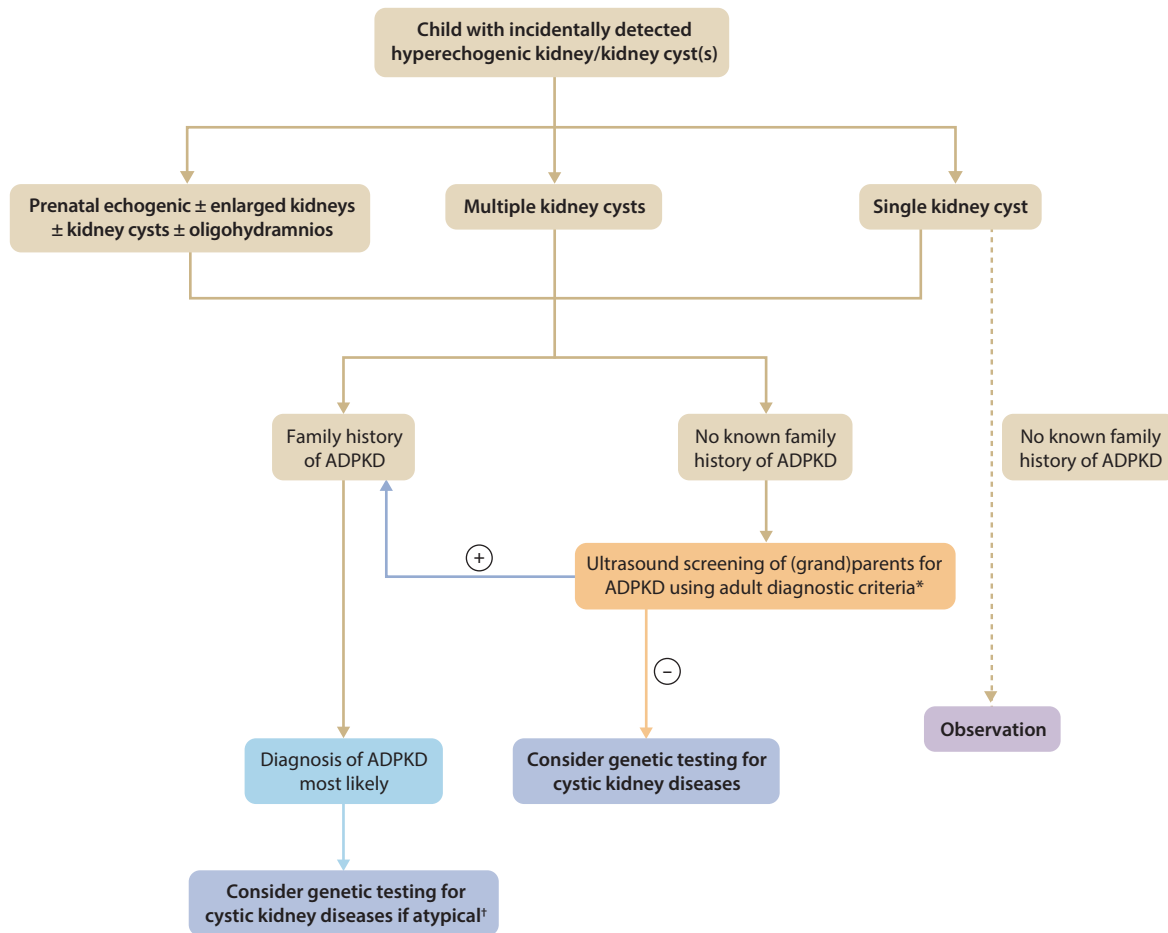 Child with incidentally detected
hyperechogenic kidney/kidney cyst(s)
Prenatal echogenic ± enlarged kidneys
± kidney cysts ± oligohydramnios
Multiple kidney cysts
Single kidney cyst
Family history
of ADPKD
No known family
history of ADPKD
No known family
history of ADPKD
+
Ultrasound screening of (grand)parents for
ADPKD using adult diagnostic criteria*
−
Observation
Diagnosis of ADPKD
most likely
Consider genetic testing for
cystic kidney diseases
Consider genetic testing for
cystic kidney diseases if atypical†